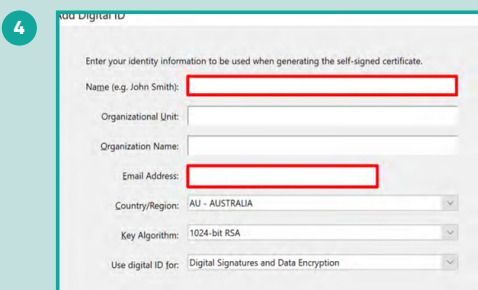 4
Add Digital ID
Enter your identity information to be used when generating the self-signed certificate.
Name (e.g. John Smith):
Organizational Unit:
Organization Name:
Email Address:
Country/Region: AU - AUSTRALIA
Key Algorithm: 1024-bit RSA
Use digital ID for: Digital Signatures and Data Encryption